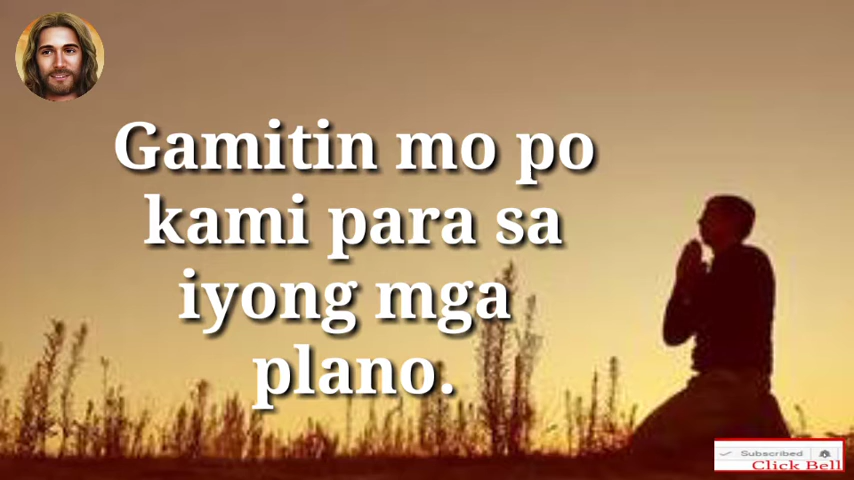 Gamitin mo po
kami para sa
iyong mga
plano.
Subscribed
Click Bell